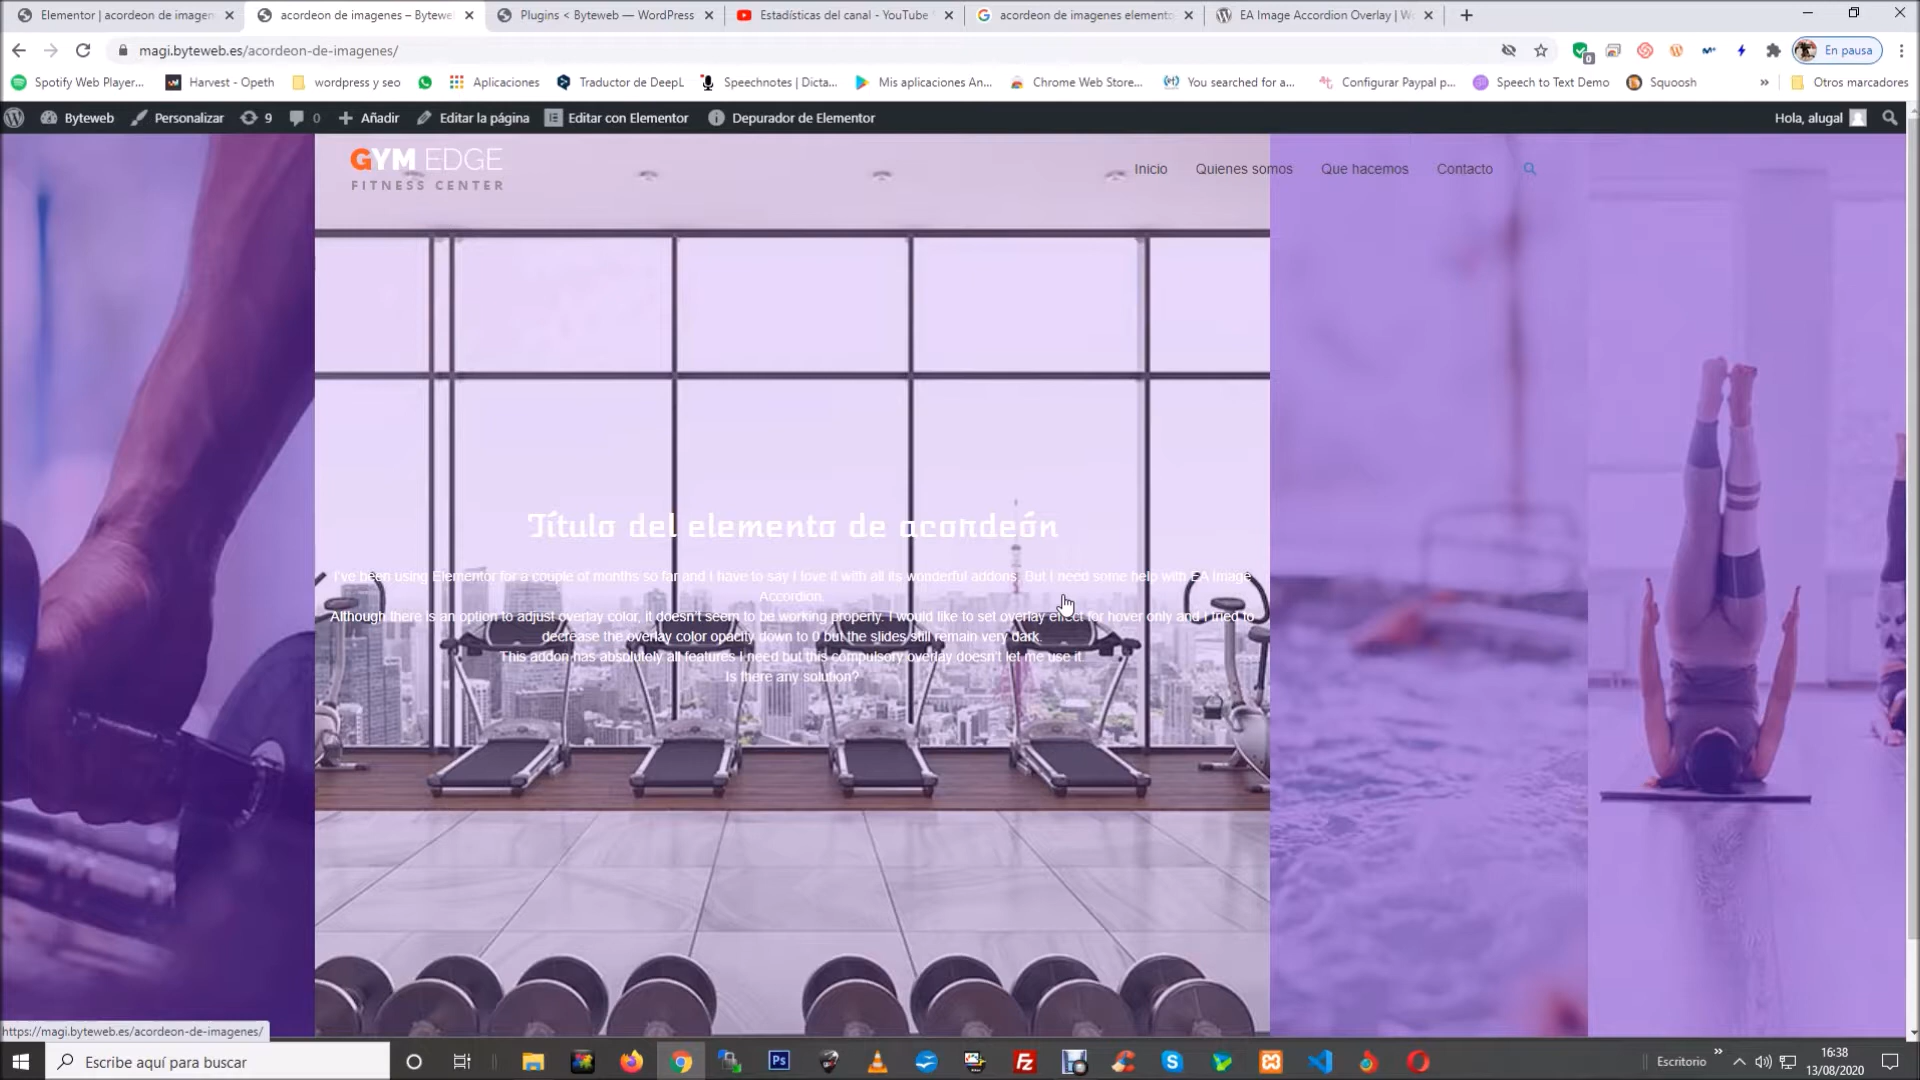 Elementor | acordeon de imagen
acordeon de imagenes – Bytewe
Plugins < Byteweb — WordPress
Estadísticas del canal - YouTube
acordeon de imagenes elemento
EA Image Accordion Overlay | W
magi.byteweb.es/acordeon-de-imagenes/
En pausa
Spotify Web Player...
Harvest - Opeth
wordpress y seo
Aplicaciones
Traductor de DeepL
Speechnotes | Dicta...
Mis aplicaciones An...
Chrome Web Store...
You searched for a...
Configurar Paypal p...
Speech to Text Demo
Squoosh
»
Otros marcadores
Byteweb
Personalizar
9
0
Añadir
Editar la página
Editar con Elementor
Depurador de Elementor
Hola, alugal
GYM EDGE
FITNESS CENTER
Inicio
Quienes somos
Que hacemos
Contacto
Título del elemento de acordeón
I've been using Elementor for a couple of months so far and I have to say I love it with all its wonderful addons. But I need some help with EA Image
Accordion.
Although there is an option to adjust overlay color, it doesn't seem to be working properly. I would like to set overlay effect for hover only and I tried to
decrease the overlay color opacity down to 0 but the slides still remain very dark.
This addon has absolutely all features I need but this compulsory overlay doesn't let me use it.
Is there any solution?
https://magi.byteweb.es/acordeon-de-imagenes/
Escribe aquí para buscar
Ps
Fz
Escritorio
»
16:38
13/08/2020